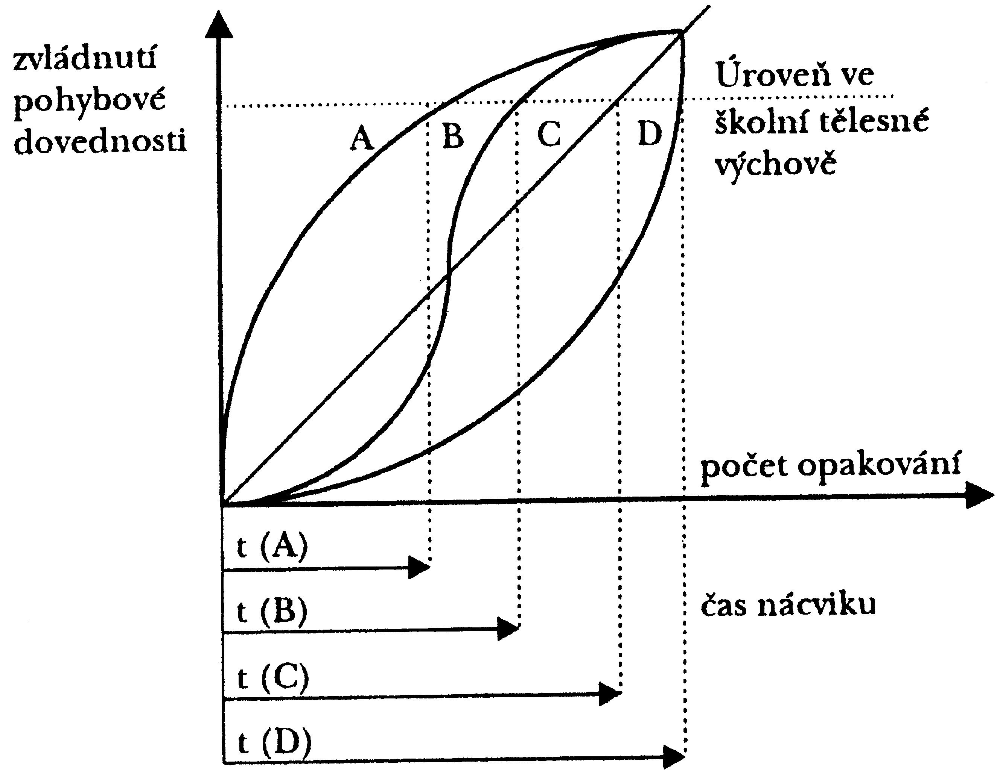 zvládnutí
pohybové
dovednosti
Úroveň ve
školní tělesné
výchově
A
B
C
D
počet opakování
t (A)
t (B)
čas nácviku
t (C)
t (D)